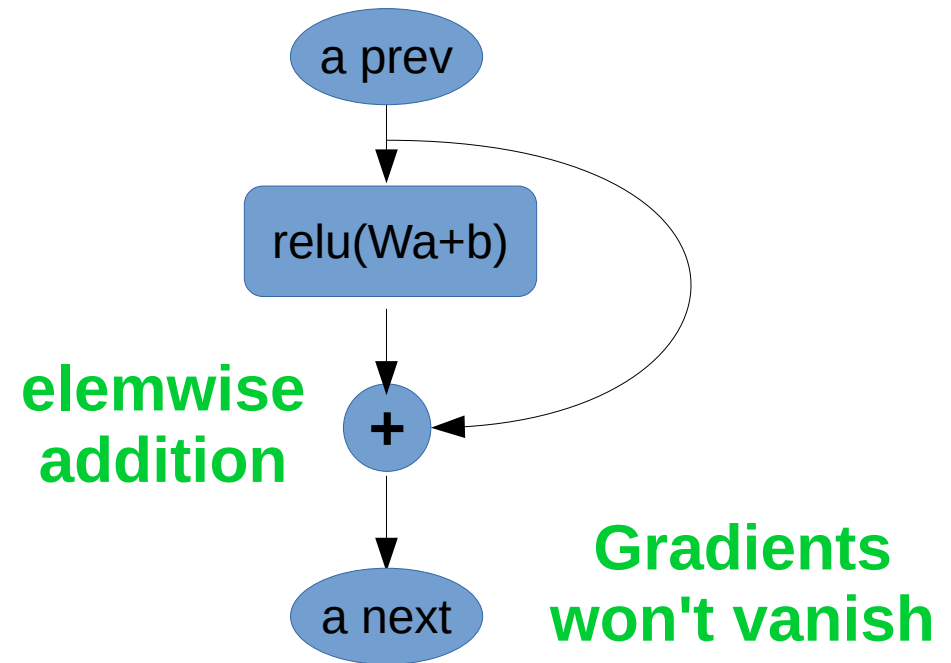 a prev
relu(Wa+b)
elemwise
addition
+
Gradients
won't vanish
a next